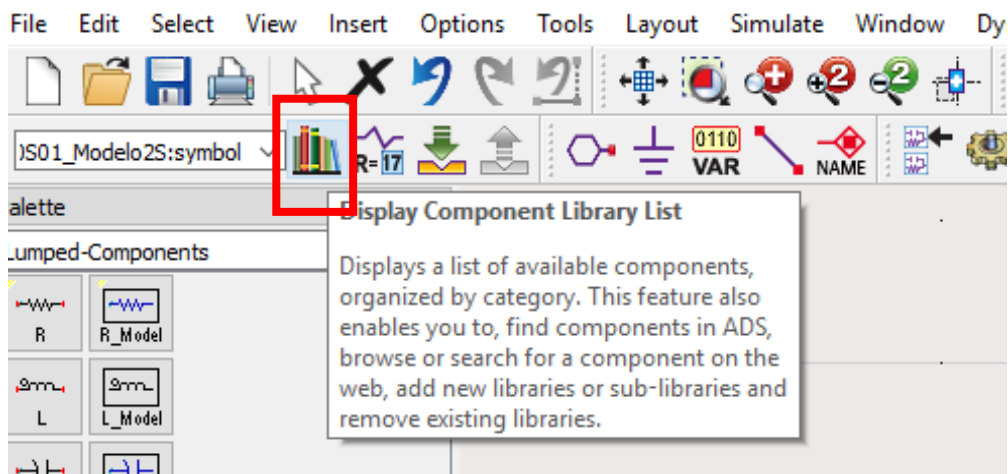 File Edit Select View Insert Options Tools Layout Simulate Window Dy
2 2
)S01_Modelo2S:symbol R= 17 0110 VAR NAME
alette
Display Component Library List
Lumped-Components
Displays a list of available components,
organized by category. This feature also
enables you to, find components in ADS,
browse or search for a component on the
web, add new libraries or sub-libraries and
remove existing libraries.
R R_Model
L L_Model